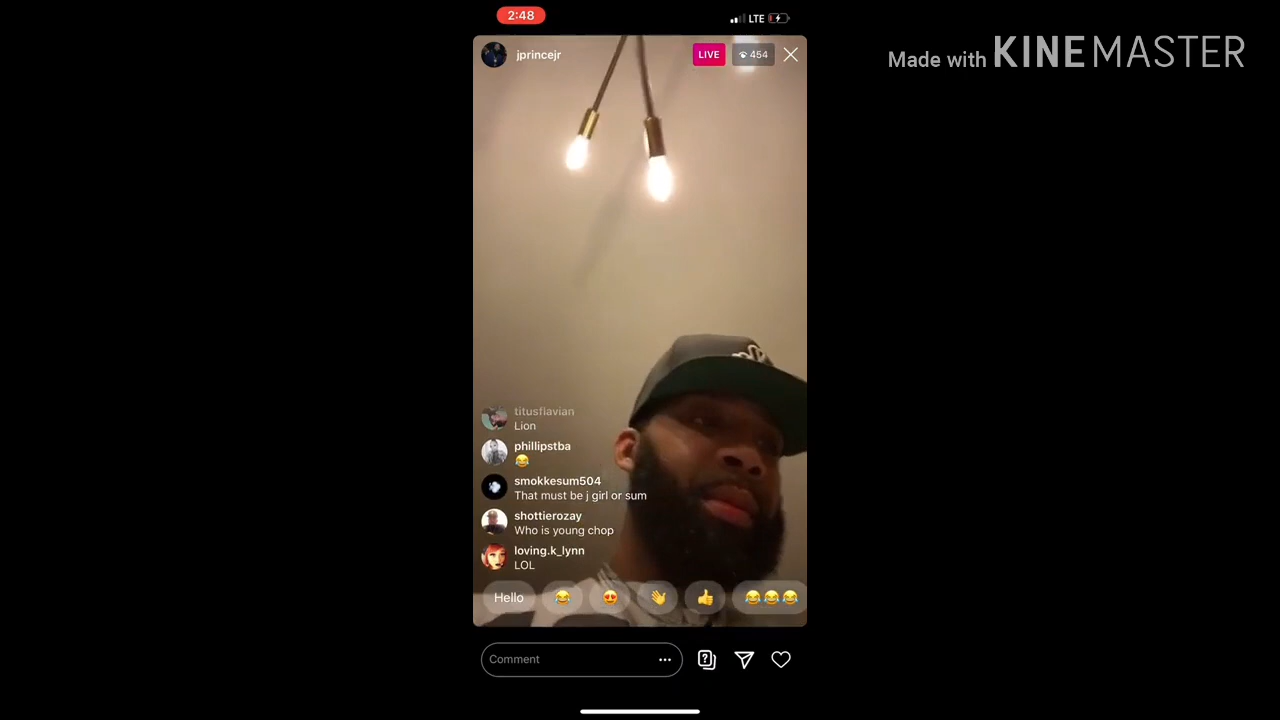 2:48
LTE
jprincejr
LIVE
454
Made with KINEMASTER
titusflavian
Lion
phillipstba
😂
smokkesum504
That must be j girl or sum
shottierozay
Who is young chop
loving.k_lynn
LOL
Hello 😂 😍 👋 👍 😂😂😂
Comment